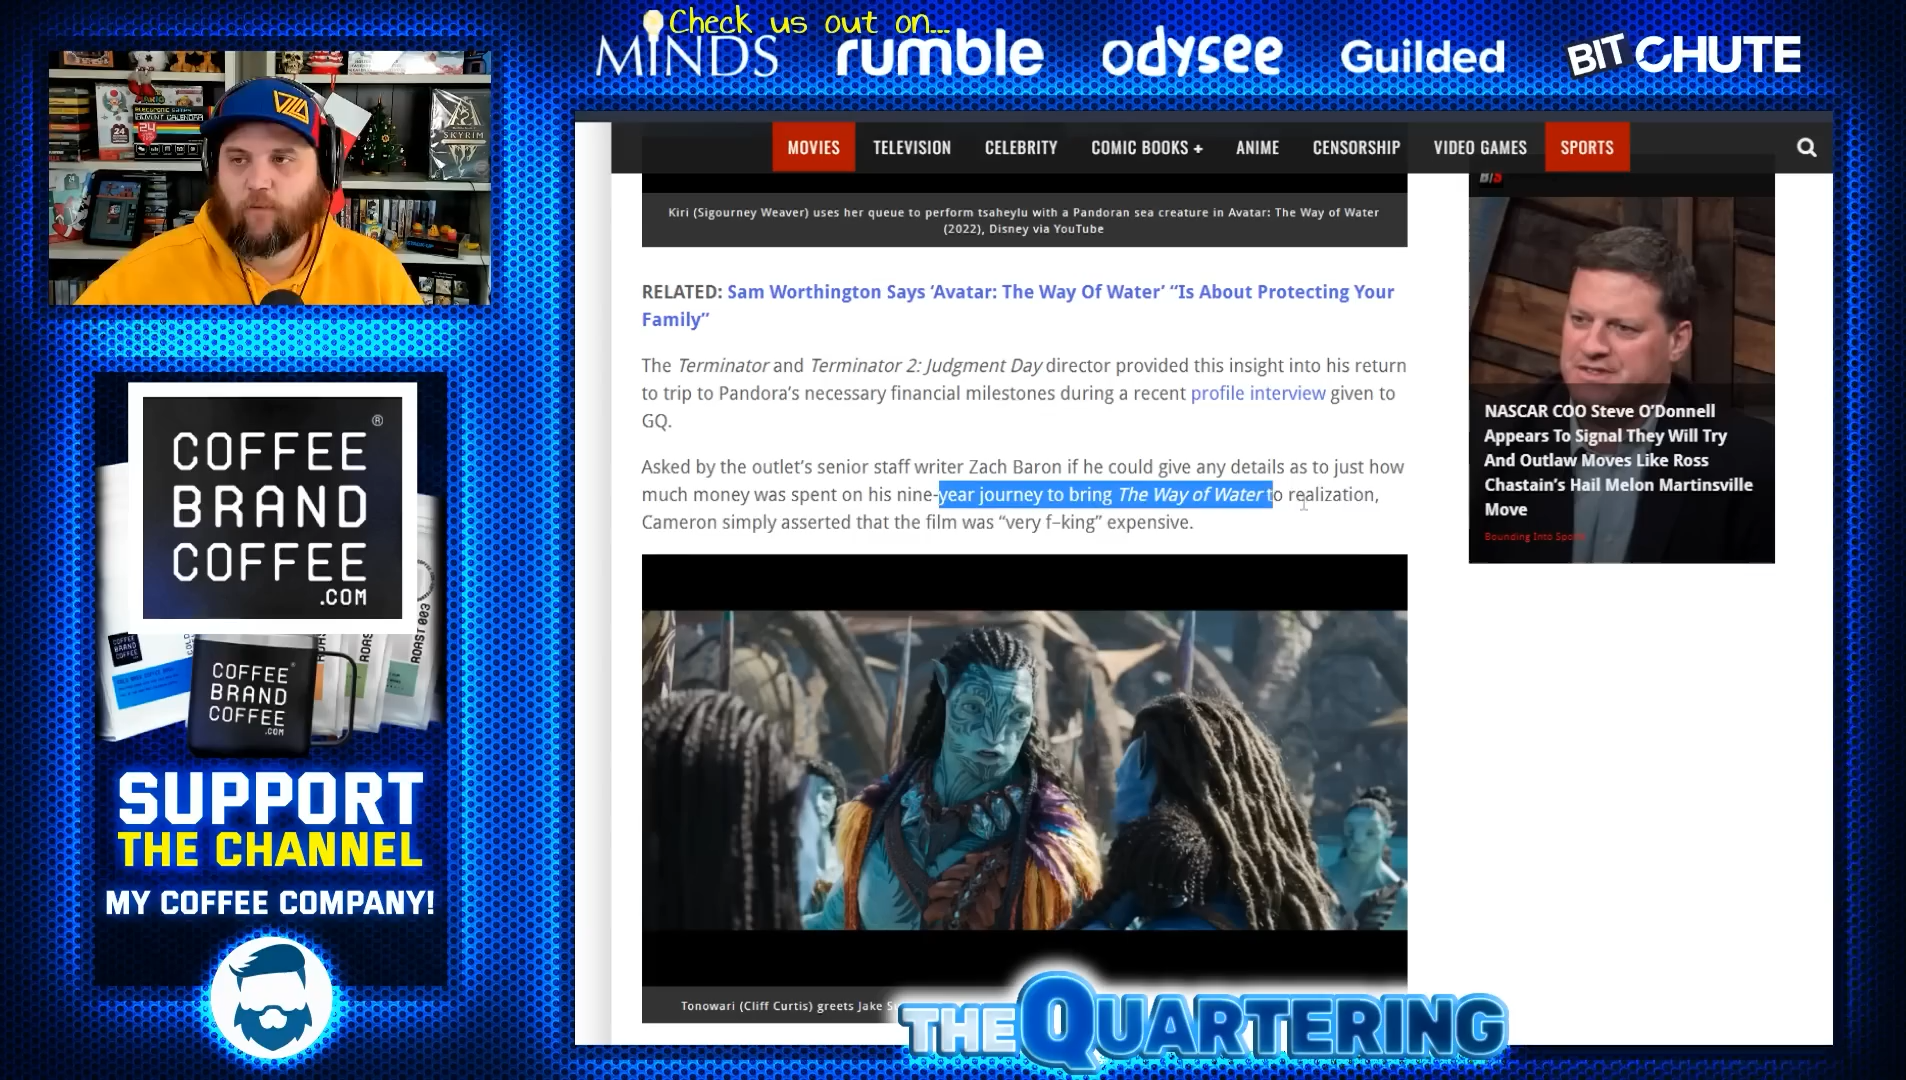 Check us out on...
MINDS
rumble
odysee
Guilded
BITCHUTE
24
SKYRIM
MOVIES
TELEVISION
CELEBRITY
COMIC BOOKS +
ANIME
CENSORSHIP
VIDEO GAMES
SPORTS
Kiri (Sigourney Weaver) uses her queue to perform tsaheylu with a Pandoran sea creature in Avatar: The Way of Water
(2022), Disney via YouTube
RELATED: Sam Worthington Says ’Avatar: The Way Of Water’ “Is About Protecting Your
Family”
The Terminator and Terminator 2: Judgment Day director provided this insight into his return
to trip to Pandora’s necessary financial milestones during a recent profile interview given to
GQ.
Asked by the outlet’s senior staff writer Zach Baron if he could give any details as to just how
much money was spent on his nine-year journey to bring The Way of Water to realization,
Cameron simply asserted that the film was “very f–king” expensive.
Tonowari (Cliff Curtis) greets Jake
NASCAR COO Steve O’Donnell
Appears To Signal They Will Try
And Outlaw Moves Like Ross
Chastain’s Hail Melon Martinsville
Move
Bounding Into
COFFEE
BRAND
COFFEE
.COM
®
ROAST 003
COFFEE
BRAND
COFFEE
.COM
SUPPORT
THE CHANNEL
MY COFFEE COMPANY!
THE QUARTERING